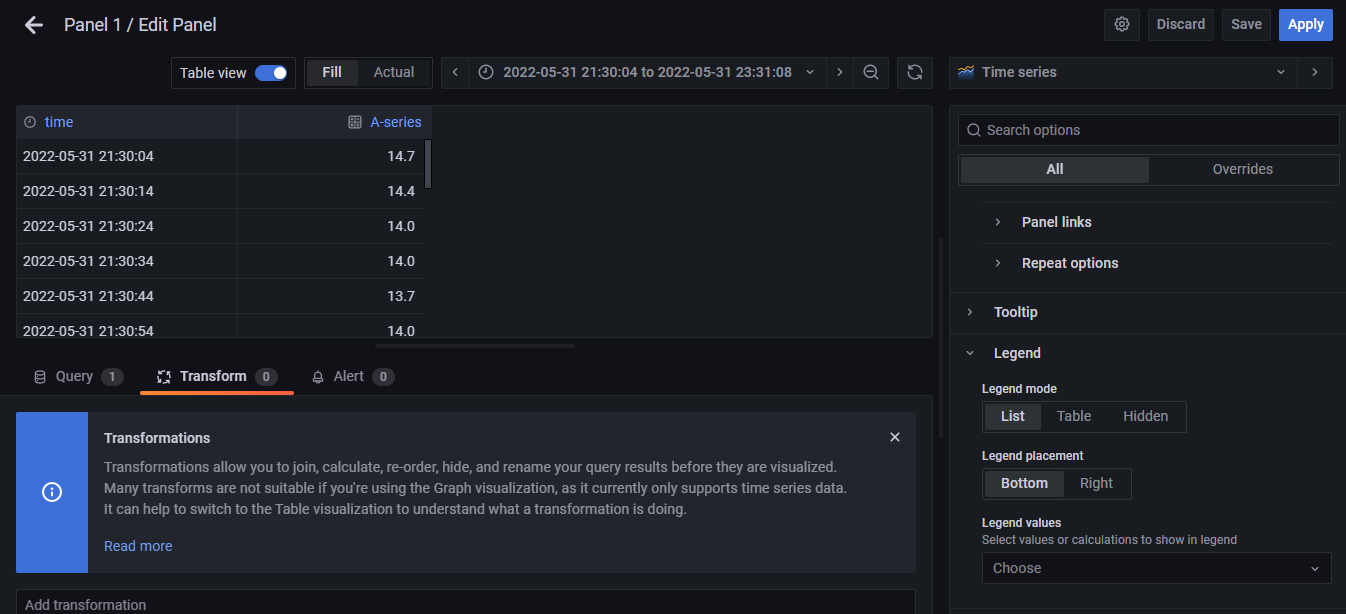 Panel 1 / Edit Panel
Discard
Save
Apply
Table view
Fill
Actual
2022-05-31 21:30:04 to 2022-05-31 23:31:08
Time series
time
A-series
2022-05-31 21:30:04
14.7
2022-05-31 21:30:14
14.4
2022-05-31 21:30:24
14.0
2022-05-31 21:30:34
14.0
2022-05-31 21:30:44
13.7
2022-05-31 21:30:54
14.0
Query 1
Transform 0
Alert 0
Transformations
Transformations allow you to join, calculate, re-order, hide, and rename your query results before they are visualized.
Many transforms are not suitable if you're using the Graph visualization, as it currently only supports time series data.
It can help to switch to the Table visualization to understand what a transformation is doing.
Read more
Add transformation
Search options
All
Overrides
Panel links
Repeat options
Tooltip
Legend
Legend mode
List
Table
Hidden
Legend placement
Bottom
Right
Legend values
Select values or calculations to show in legend
Choose